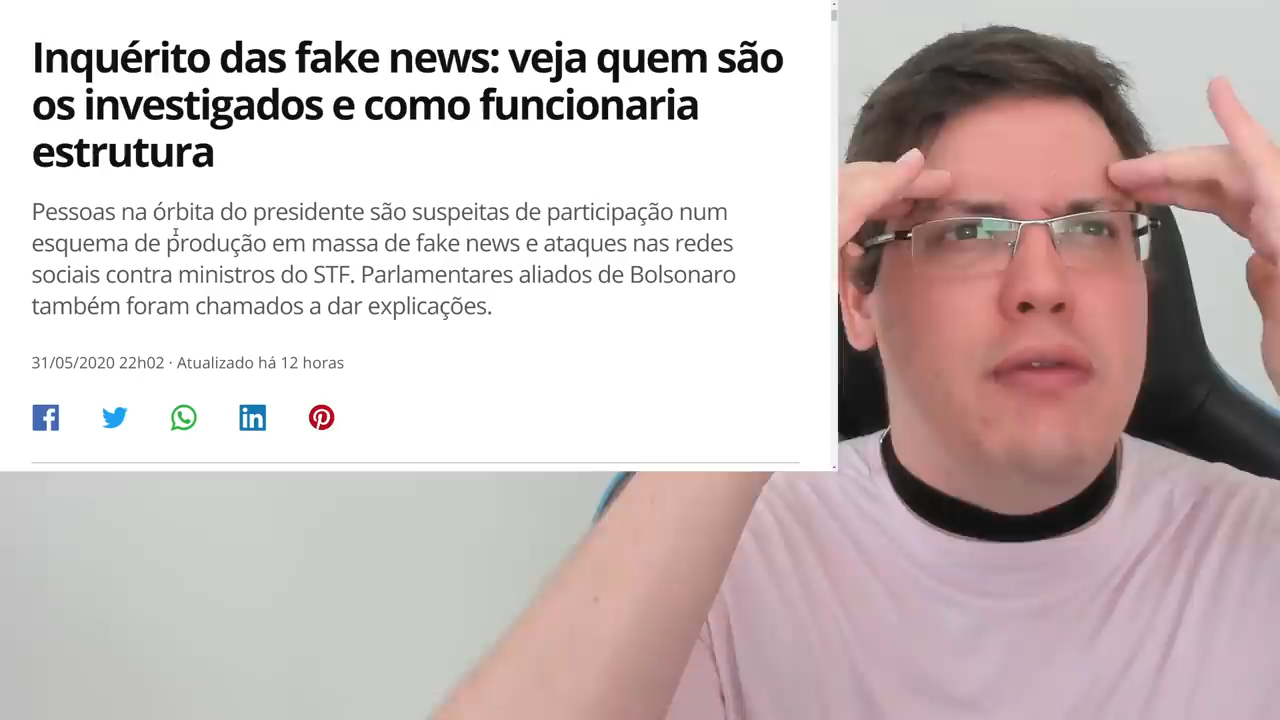 Inquérito das fake news: veja quem são
os investigados e como funcionaria
estrutura
Pessoas na órbita do presidente são suspeitas de participação num
esquema de produção em massa de fake news e ataques nas redes
sociais contra ministros do STF. Parlamentares aliados de Bolsonaro
também foram chamados a dar explicações.
31/05/2020 22h02 · Atualizado há 12 horas